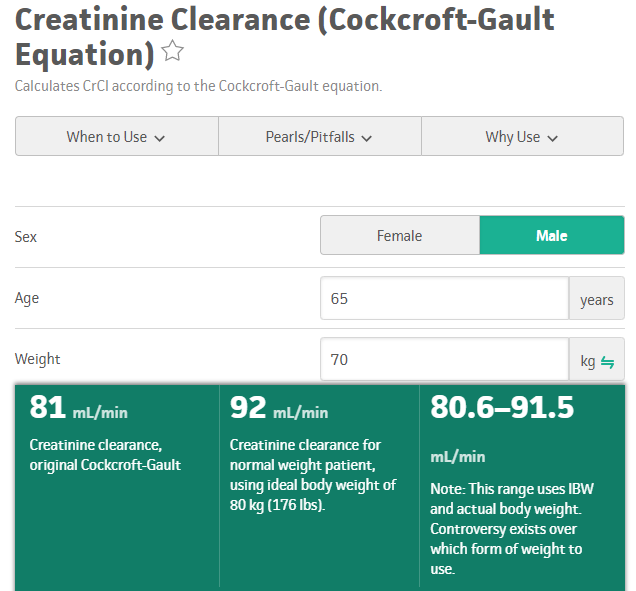 Creatinine Clearance (Cockcroft-Gault
Equation)
Calculates CrCl according to the Cockcroft-Gault equation.
When to Use
Pearls/Pitfalls
Why Use
Sex
Female
Male
Age
65
years
Weight
70
kg
81 mL/min
Creatinine clearance,
original Cockcroft-Gault
92 mL/min
Creatinine clearance for
normal weight patient,
using ideal body weight of
80 kg (176 lbs).
80.6–91.5
mL/min
Note: This range uses IBW
and actual body weight.
Controversy exists over
which form of weight to
use.